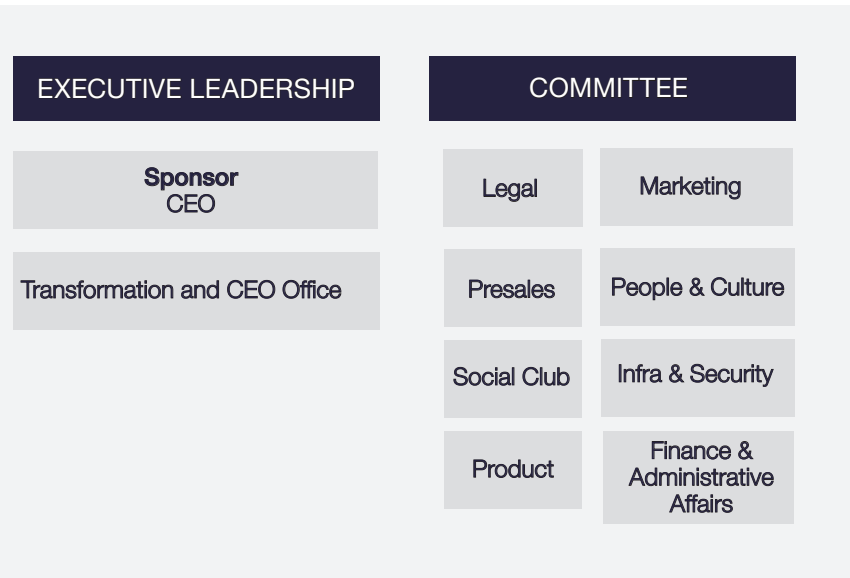 EXECUTIVE LEADERSHIP
Sponsor
CEO
Transformation and CEO Office
COMMITTEE
Legal
Marketing
Presales
People & Culture
Social Club
Infra & Security
Product
Finance &
Administrative
Affairs